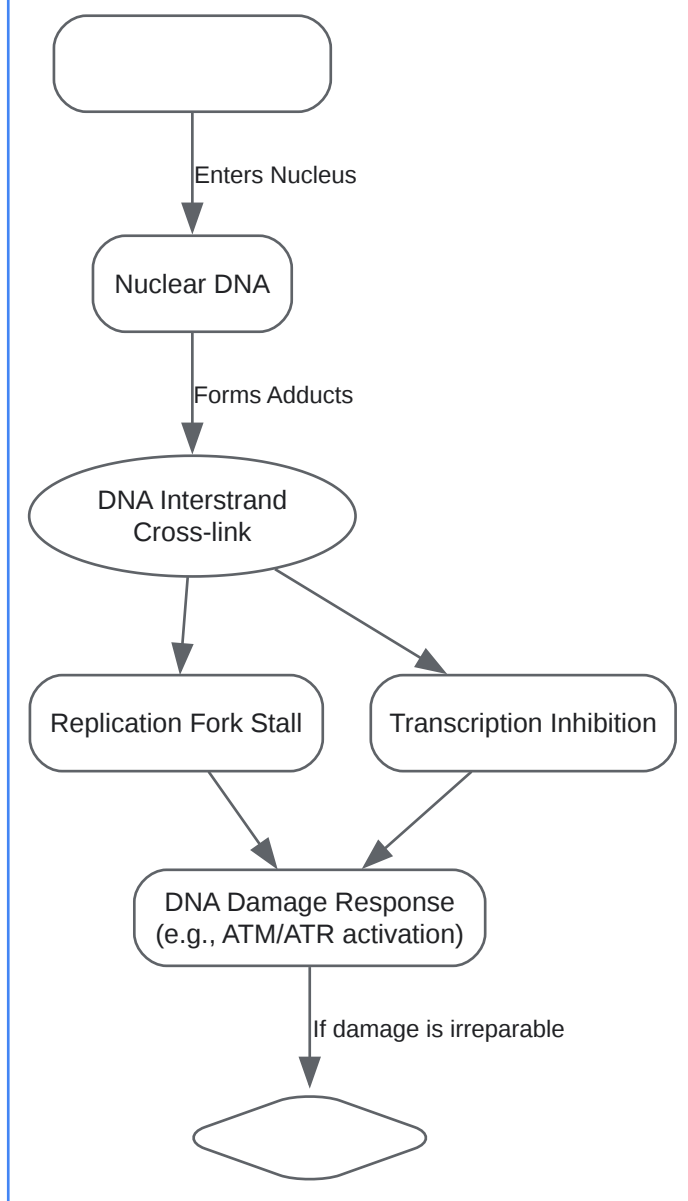 Enters Nucleus
Nuclear DNA
Forms Adducts
DNA Interstrand
Cross-link
Replication Fork Stall
Transcription Inhibition
DNA Damage Response
(e.g., ATM/ATR activation)
If damage is irreparable